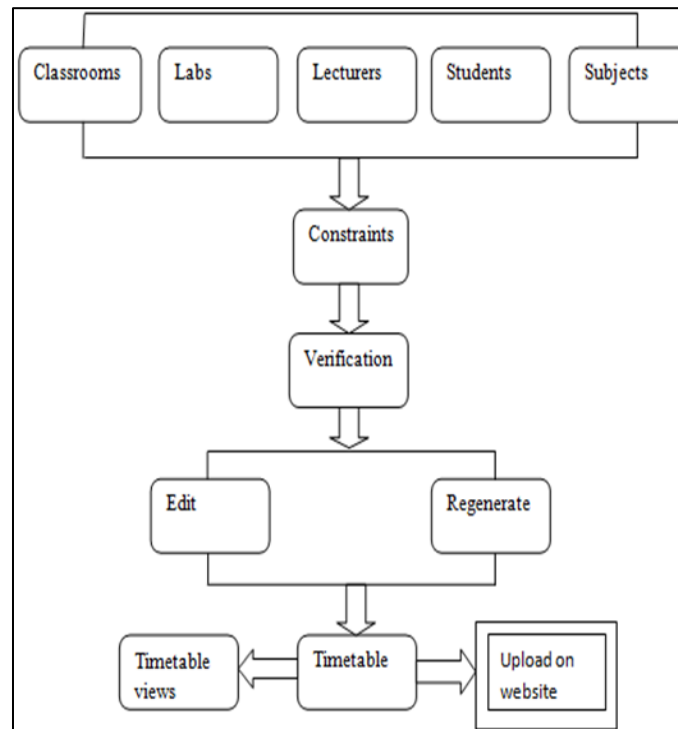 Classrooms
Labs
Lecturers
Students
Subjects
Constraints
Verification
Edit
Regenerate
Timetable
views
Timetable
Upload on
website